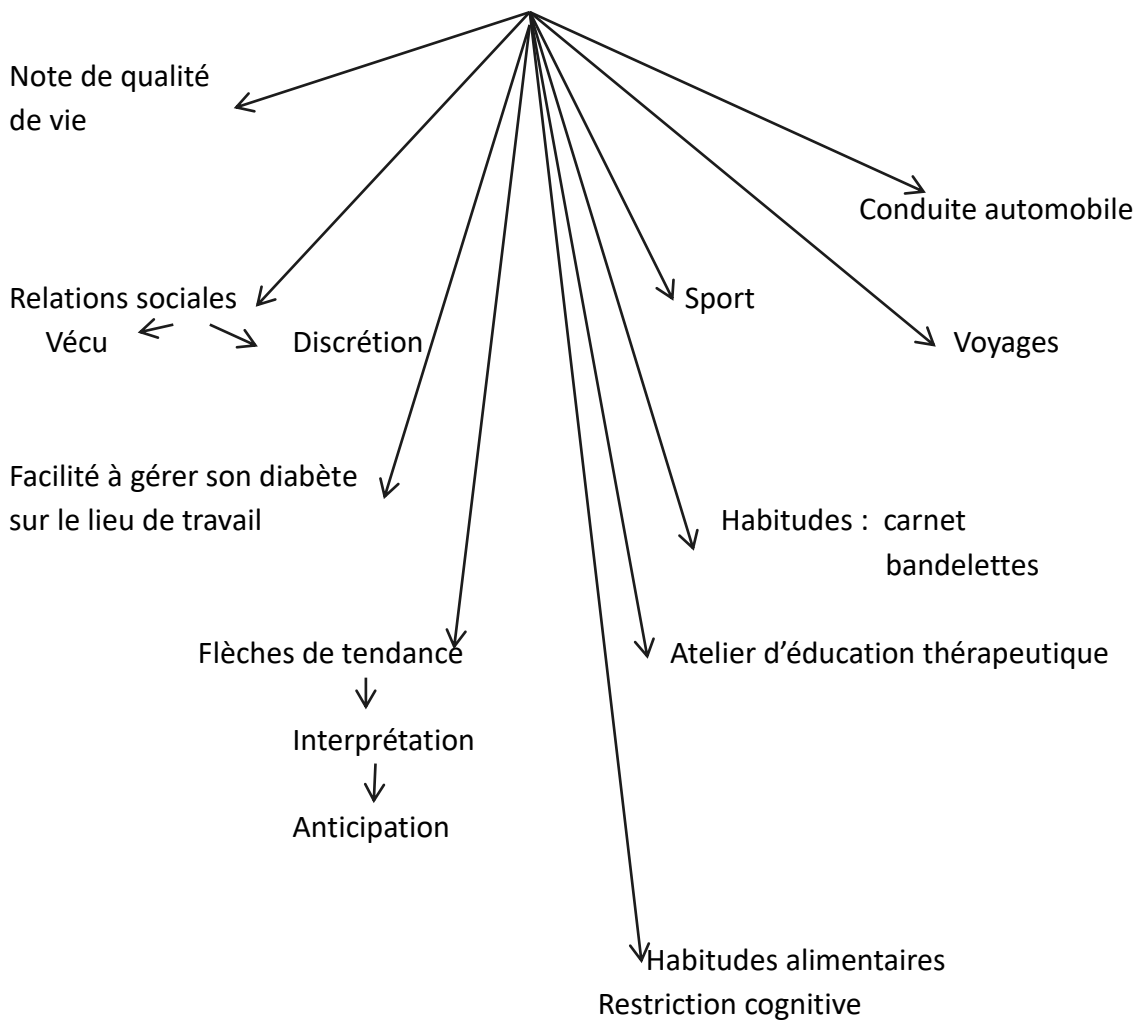 Note de qualité
de vie
Conduite automobile
Relations sociales
Sport
Vécu
Discrétion
Voyages
Facilité à gérer son diabète
sur le lieu de travail
Habitudes : carnet
bandelettes
Flèches de tendance
Atelier d’éducation thérapeutique
Interprétation
Anticipation
Habitudes alimentaires
Restriction cognitive